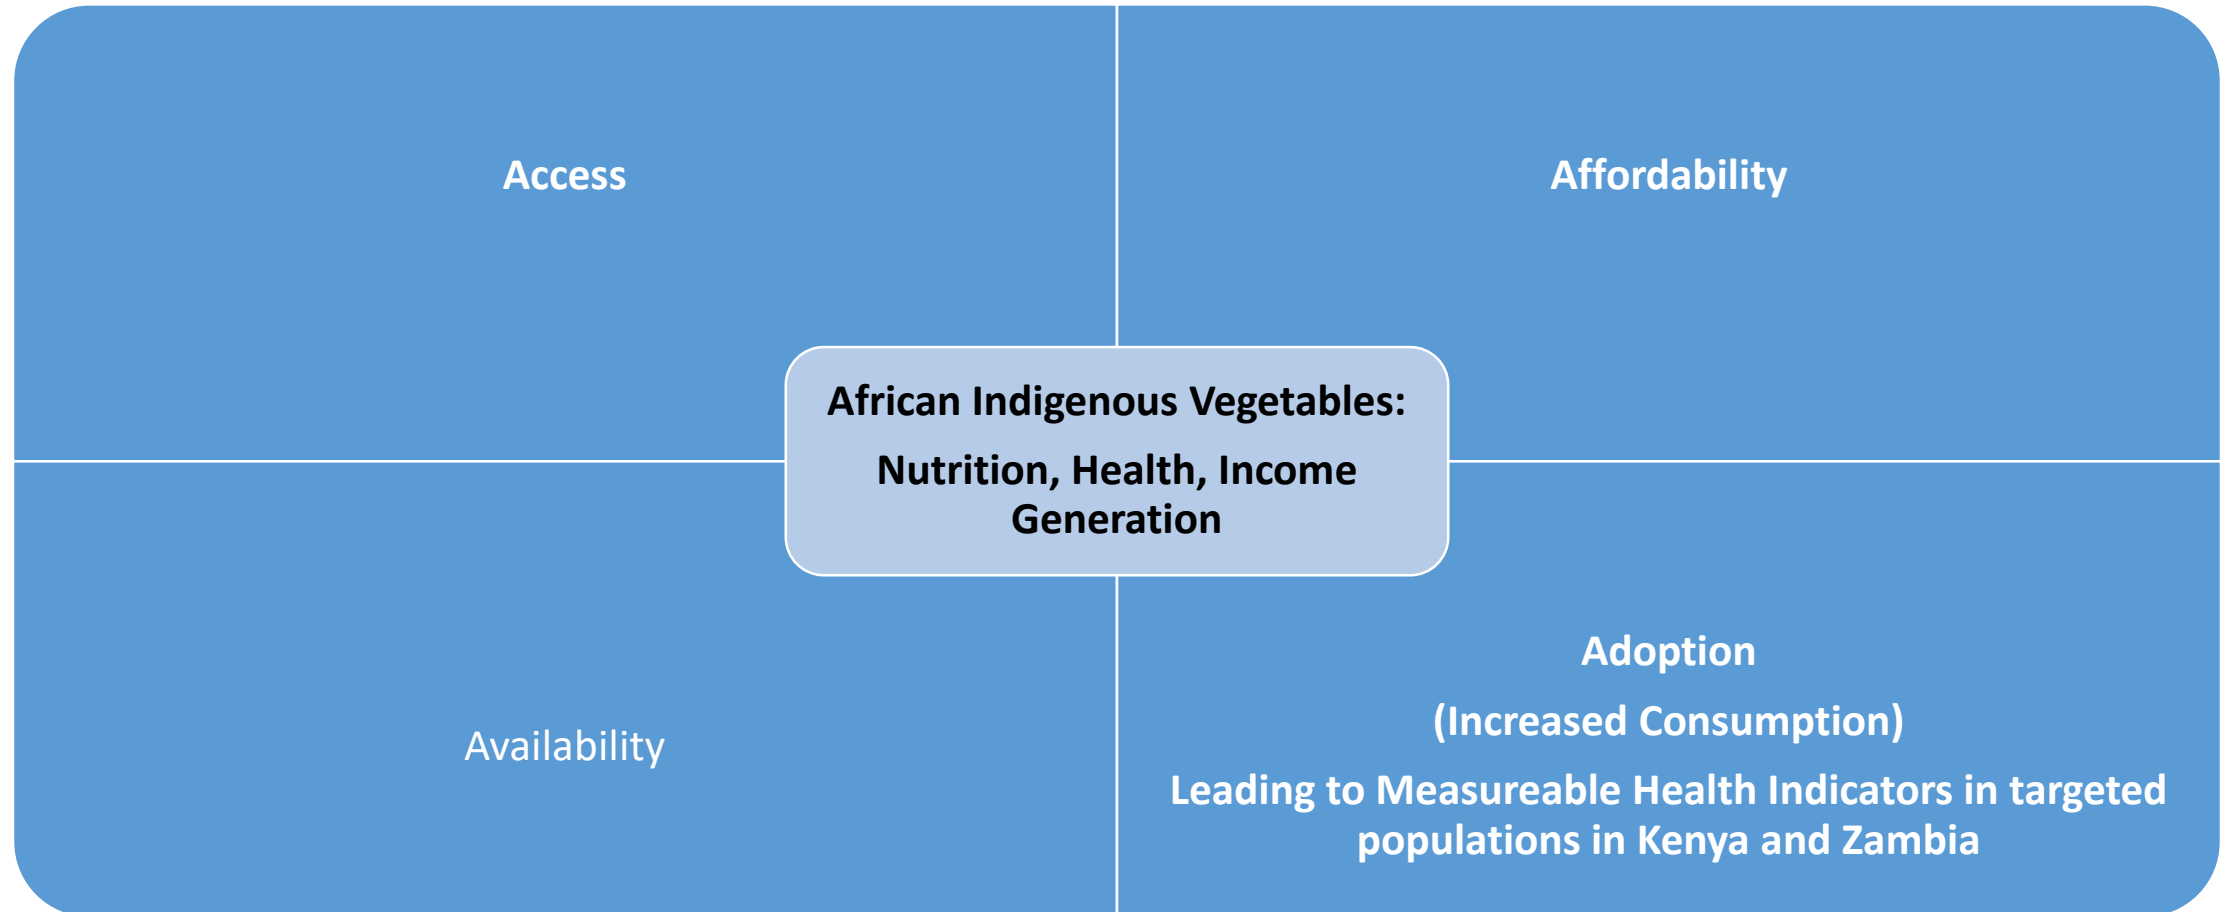 Access
Affordability
African Indigenous Vegetables:
Nutrition, Health, Income
Generation
Availability
Adoption
(Increased Consumption)
Leading to Measureable Health Indicators in targeted
populations in Kenya and Zambia